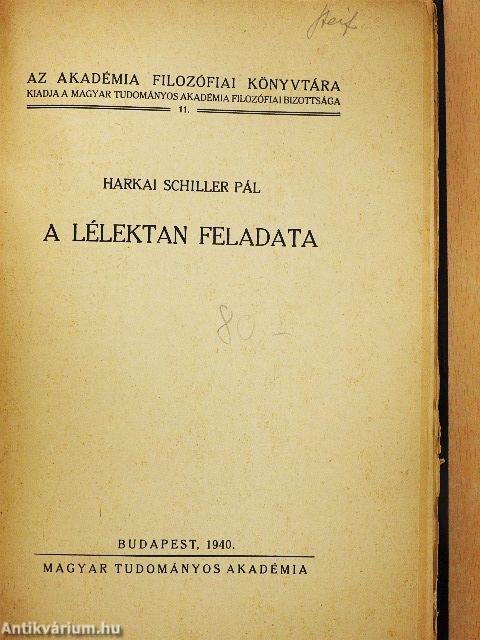 AZ AKADÉMIA FILOZÓFIAI KÖNYVTÁRA
KIADJA A MAGYAR TUDOMÁNYOS AKADÉMIA FILOZÓFIAI BIZOTTSÁGA
11.
HARKAI SCHILLER PÁL
A LÉLEKTAN FELADATA
80 –
BUDAPEST, 1940.
MAGYAR TUDOMÁNYOS AKADÉMIA
Antikvárium.hu